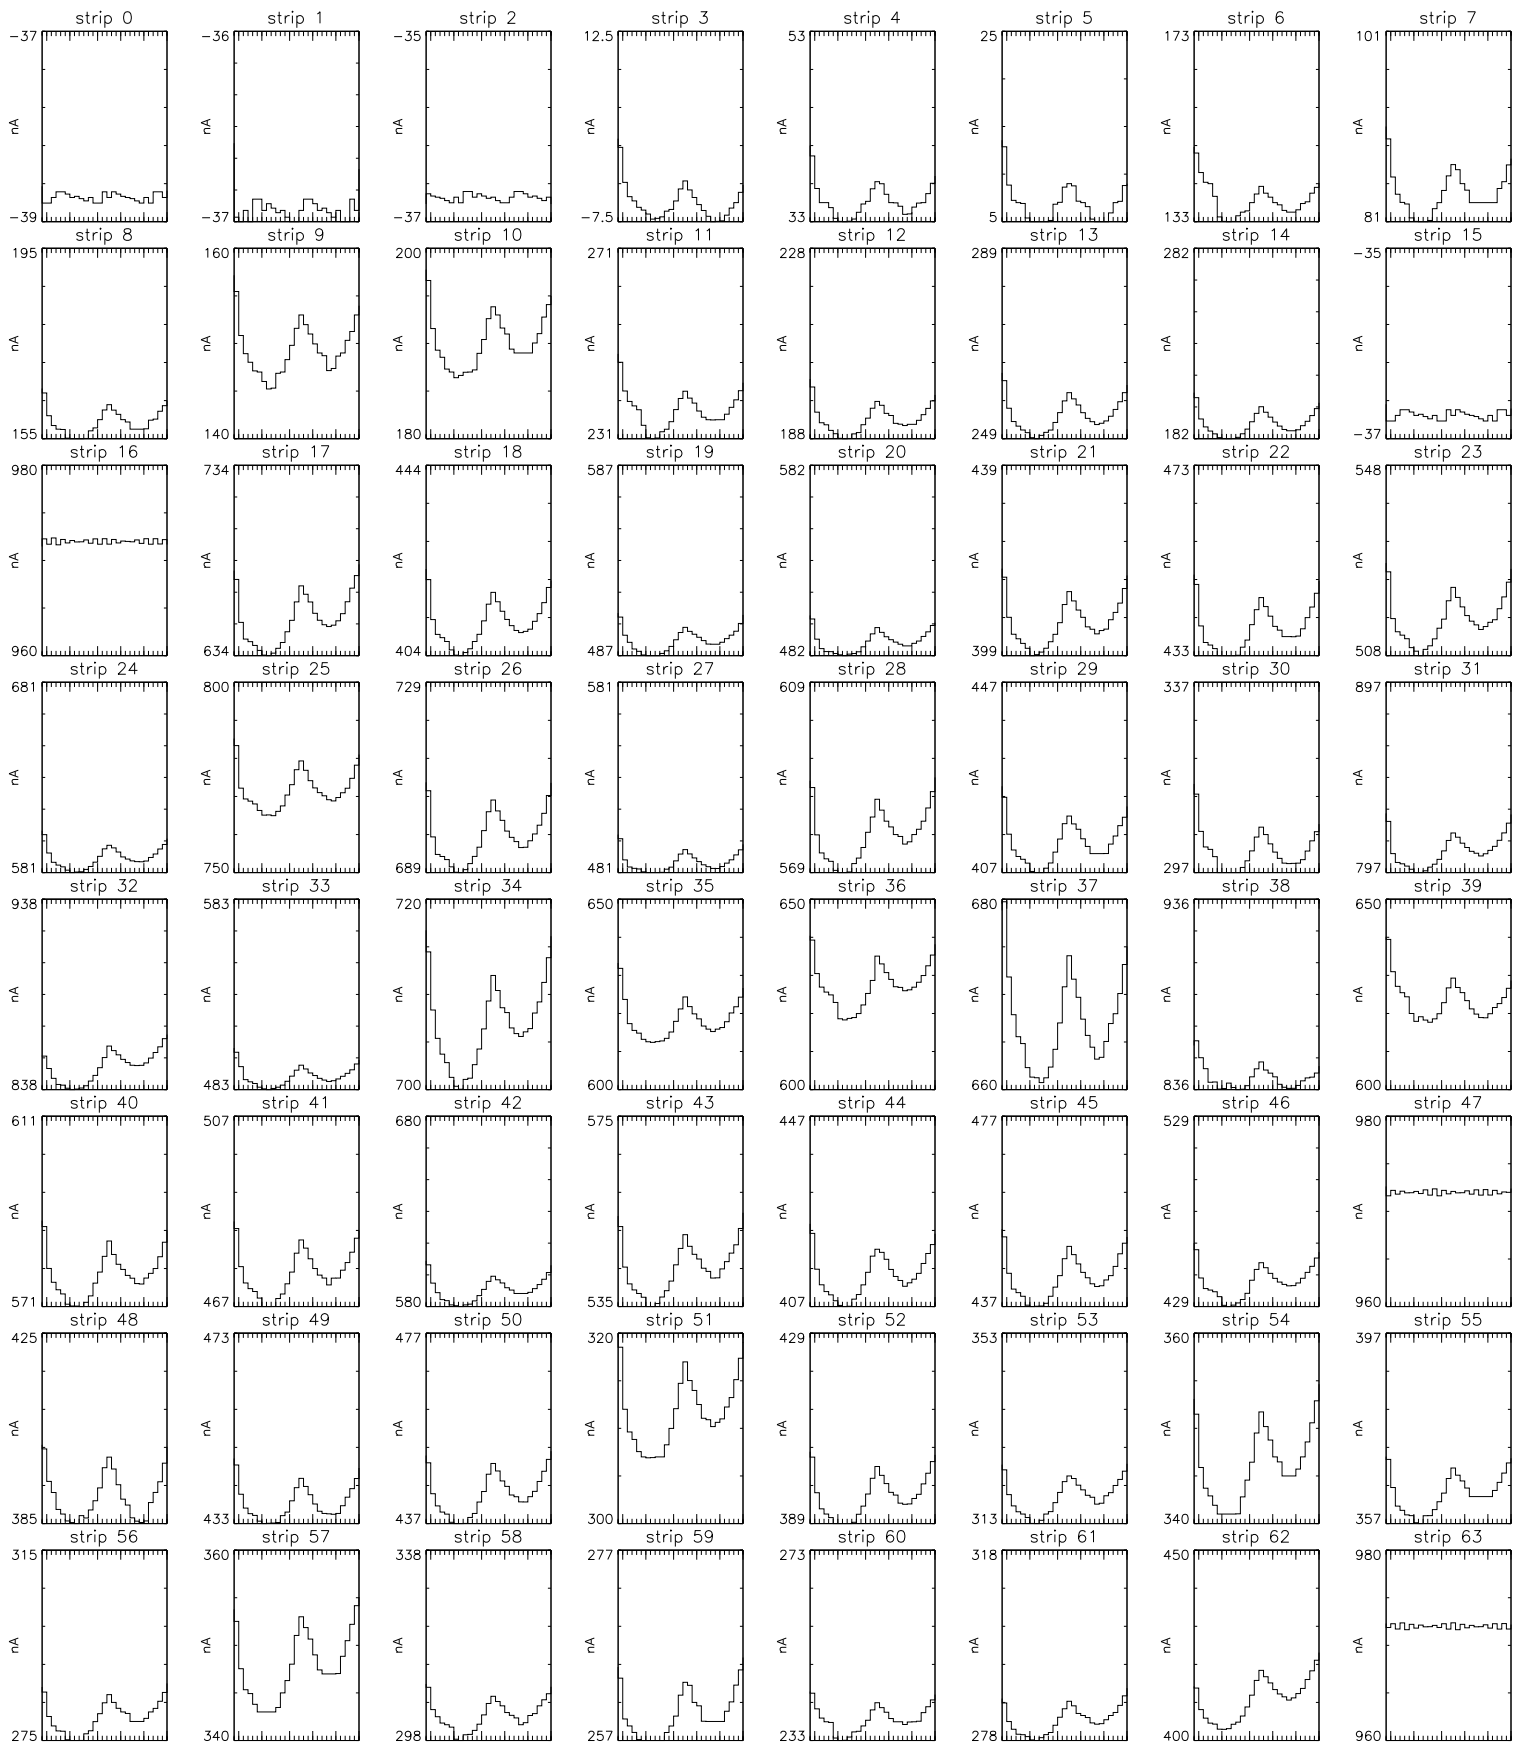 strip 0 strip 1 strip 2 strip 3 strip 4 strip 5 strip 6 strip 7
−37 −36 −35 12.5 53 25 173 101
nA nA nA nA nA nA nA nA
−39 −37 −37 −7.5 33 5 133 81
strip 8 strip 9 strip 10 strip 11 strip 12 strip 13 strip 14 strip 15
195 160 200 271 228 289 282 −35
nA nA nA nA nA nA nA nA
155 140 180 231 188 249 182 −37
strip 16 strip 17 strip 18 strip 19 strip 20 strip 21 strip 22 strip 23
980 734 444 587 582 439 473 548
nA nA nA nA nA nA nA nA
960 634 404 487 482 399 433 508
strip 24 strip 25 strip 26 strip 27 strip 28 strip 29 strip 30 strip 31
681 800 729 581 609 447 337 897
nA nA nA nA nA nA nA nA
581 750 689 481 569 407 297 797
strip 32 strip 33 strip 34 strip 35 strip 36 strip 37 strip 38 strip 39
938 583 720 650 650 680 936 650
nA nA nA nA nA nA nA nA
838 483 700 600 600 660 836 600
strip 40 strip 41 strip 42 strip 43 strip 44 strip 45 strip 46 strip 47
611 507 680 575 447 477 529 980
nA nA nA nA nA nA nA nA
571 467 580 535 407 437 429 960
strip 48 strip 49 strip 50 strip 51 strip 52 strip 53 strip 54 strip 55
425 473 477 320 429 353 360 397
nA nA nA nA nA nA nA nA
385 433 437 300 389 313 340 357
strip 56 strip 57 strip 58 strip 59 strip 60 strip 61 strip 62 strip 63
315 360 338 277 273 318 450 980
nA nA nA nA nA nA nA nA
275 340 298 257 233 278 400 960